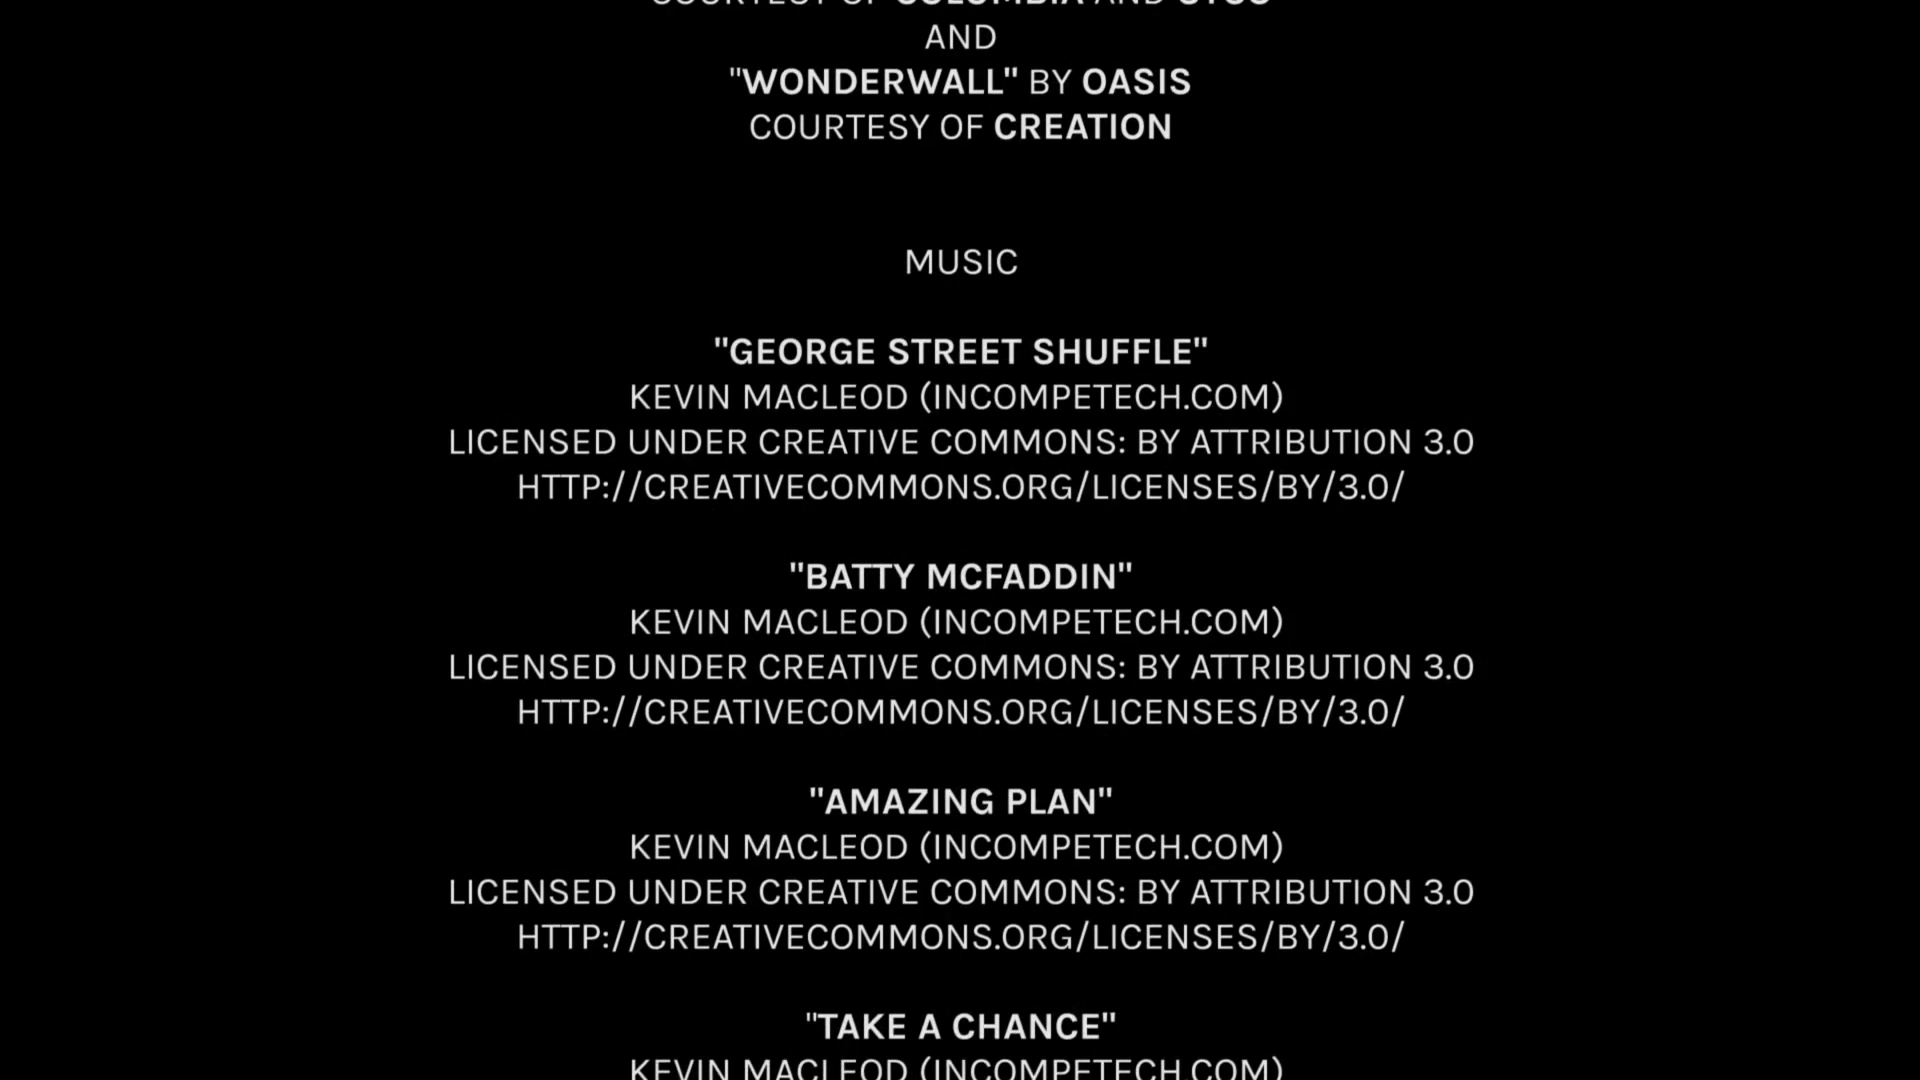 COURTESY OF COLUMBIA AND
AND
"WONDERWALL" BY OASIS
COURTESY OF CREATION
MUSIC
"GEORGE STREET SHUFFLE"
KEVIN MACLEOD (INCOMPETECH.COM)
LICENSED UNDER CREATIVE COMMONS: BY ATTRIBUTION 3.0
HTTP://CREATIVECOMMONS.ORG/LICENSES/BY/3.0/
"BATTY MCFADDIN"
KEVIN MACLEOD (INCOMPETECH.COM)
LICENSED UNDER CREATIVE COMMONS: BY ATTRIBUTION 3.0
HTTP://CREATIVECOMMONS.ORG/LICENSES/BY/3.0/
"AMAZING PLAN"
KEVIN MACLEOD (INCOMPETECH.COM)
LICENSED UNDER CREATIVE COMMONS: BY ATTRIBUTION 3.0
HTTP://CREATIVECOMMONS.ORG/LICENSES/BY/3.0/
"TAKE A CHANCE"
KEVIN MACLEOD (INCOMPETECH.COM)